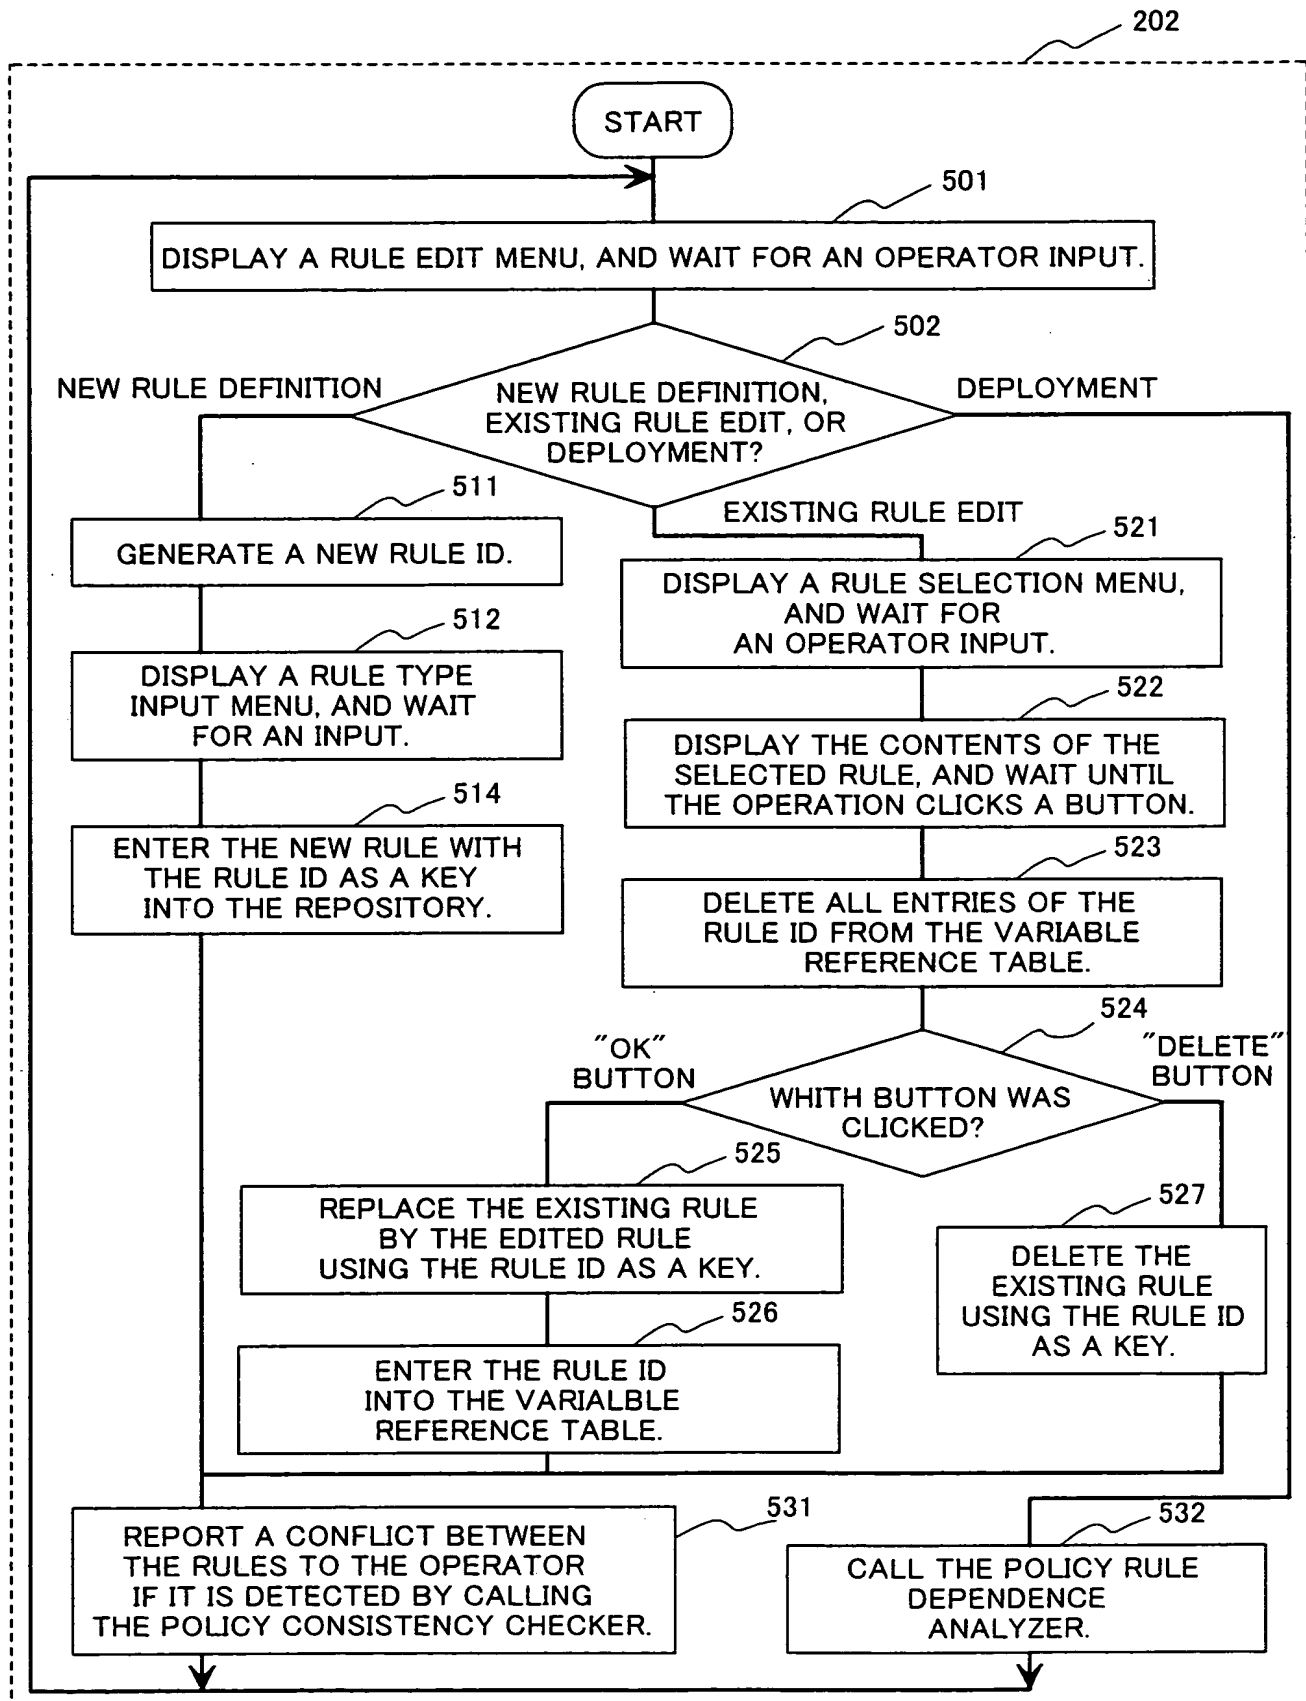 202
START
501
DISPLAY A RULE EDIT MENU, AND WAIT FOR AN OPERATOR INPUT.
502
NEW RULE DEFINITION
NEW RULE DEFINITION,
EXISTING RULE EDIT, OR
DEPLOYMENT?
DEPLOYMENT
511
GENERATE A NEW RULE ID.
512
DISPLAY A RULE TYPE
INPUT MENU, AND WAIT
FOR AN INPUT.
514
ENTER THE NEW RULE WITH
THE RULE ID AS A KEY
INTO THE REPOSITORY.
EXISTING RULE EDIT
521
DISPLAY A RULE SELECTION MENU,
AND WAIT FOR
AN OPERATOR INPUT.
522
DISPLAY THE CONTENTS OF THE
SELECTED RULE, AND WAIT UNTIL
THE OPERATION CLICKS A BUTTON.
523
DELETE ALL ENTRIES OF THE
RULE ID FROM THE VARIABLE
REFERENCE TABLE.
524
"OK"
BUTTON
WHITH BUTTON WAS
CLICKED?
"DELETE"
BUTTON
525
REPLACE THE EXISTING RULE
BY THE EDITED RULE
USING THE RULE ID AS A KEY.
526
ENTER THE RULE ID
INTO THE VARIALBLE
REFERENCE TABLE.
527
DELETE THE
EXISTING RULE
USING THE RULE ID
AS A KEY.
531
REPORT A CONFLICT BETWEEN
THE RULES TO THE OPERATOR
IF IT IS DETECTED BY CALLING
THE POLICY CONSISTENCY CHECKER.
532
CALL THE POLICY RULE
DEPENDENCE
ANALYZER.